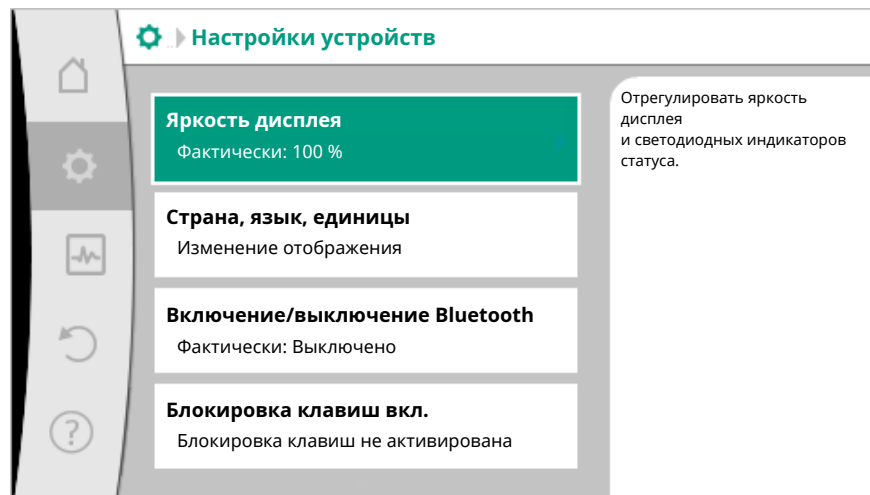 Настройки устройств
Яркость дисплея
Фактически: 100 %
Страна, язык, единицы
Изменение отображения
Включение/выключение Bluetooth
Фактически: Выключено
Блокировка клавиш вкл.
Блокировка клавиш не активирована
Отрегулировать яркость
дисплея
и светодиодных индикаторов
статуса.
?